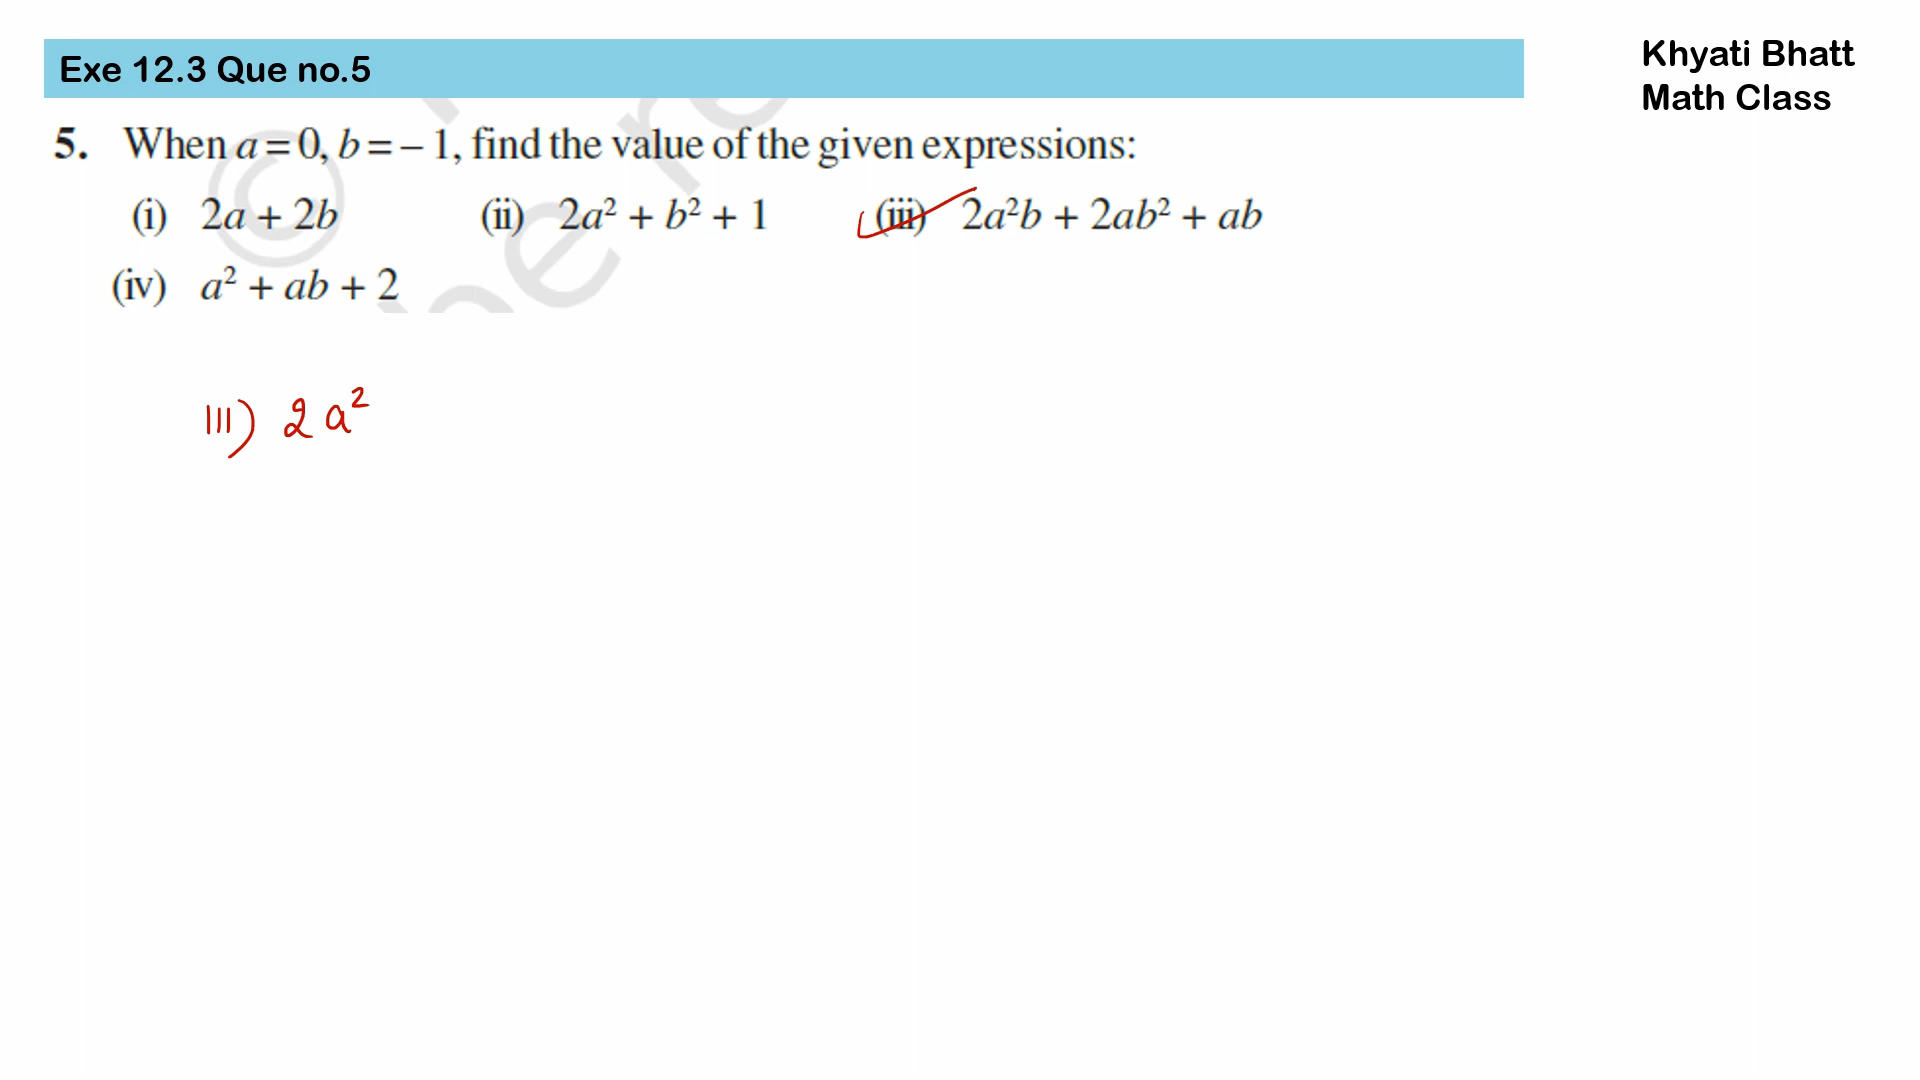 Exe 12.3 Que no.5
Khyati Bhatt
Math Class
5. When a = 0, b = – 1, find the value of the given expressions:
(i) 2a + 2b (ii) 2a² + b² + 1 (iii) 2a²b + 2ab² + ab
(iv) a² + ab + 2
III) 2a²